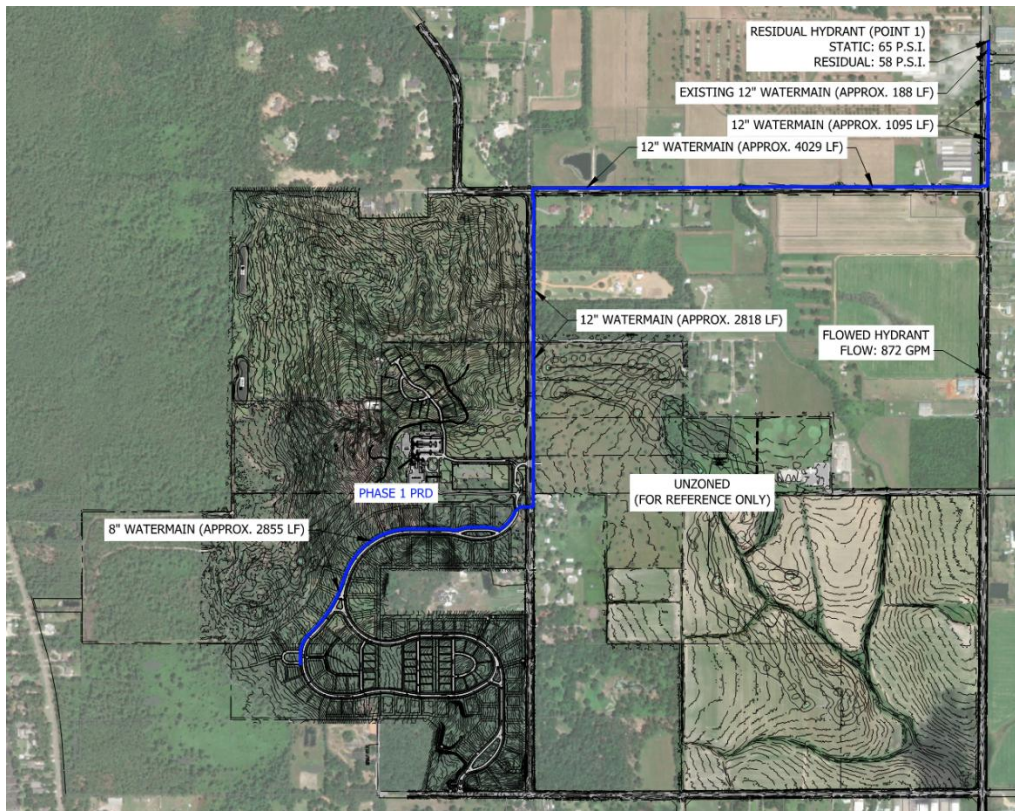 RESIDUAL HYDRANT (POINT 1)
STATIC: 65 P.S.I.
RESIDUAL: 58 P.S.I.
EXISTING 12" WATERMAIN (APPROX. 188 LF)
12" WATERMAIN (APPROX. 1095 LF)
12" WATERMAIN (APPROX. 4029 LF)
12" WATERMAIN (APPROX. 2818 LF)
FLOWED HYDRANT
FLOW: 872 GPM
UNZONED
(FOR REFERENCE ONLY)
PHASE 1 PRD
8" WATERMAIN (APPROX. 2855 LF)